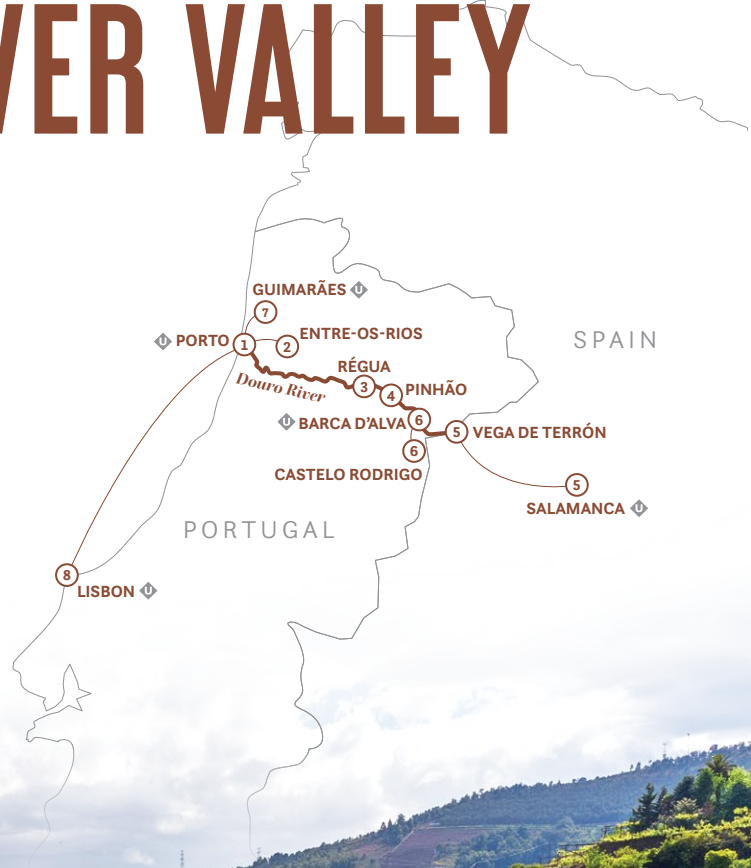 VER VALLEY
GUIMARÃES U
7
U PORTO 1
2 ENTRE-OS-RIOS
SPAIN
RÉGUA
Douro River
3
4 PINHÃO
U BARCA D'ALVA 6
5 VEGA DE TERRÓN
6
CASTELO RODRIGO
5
SALAMANCA U
PORTUGAL
8
LISBON U